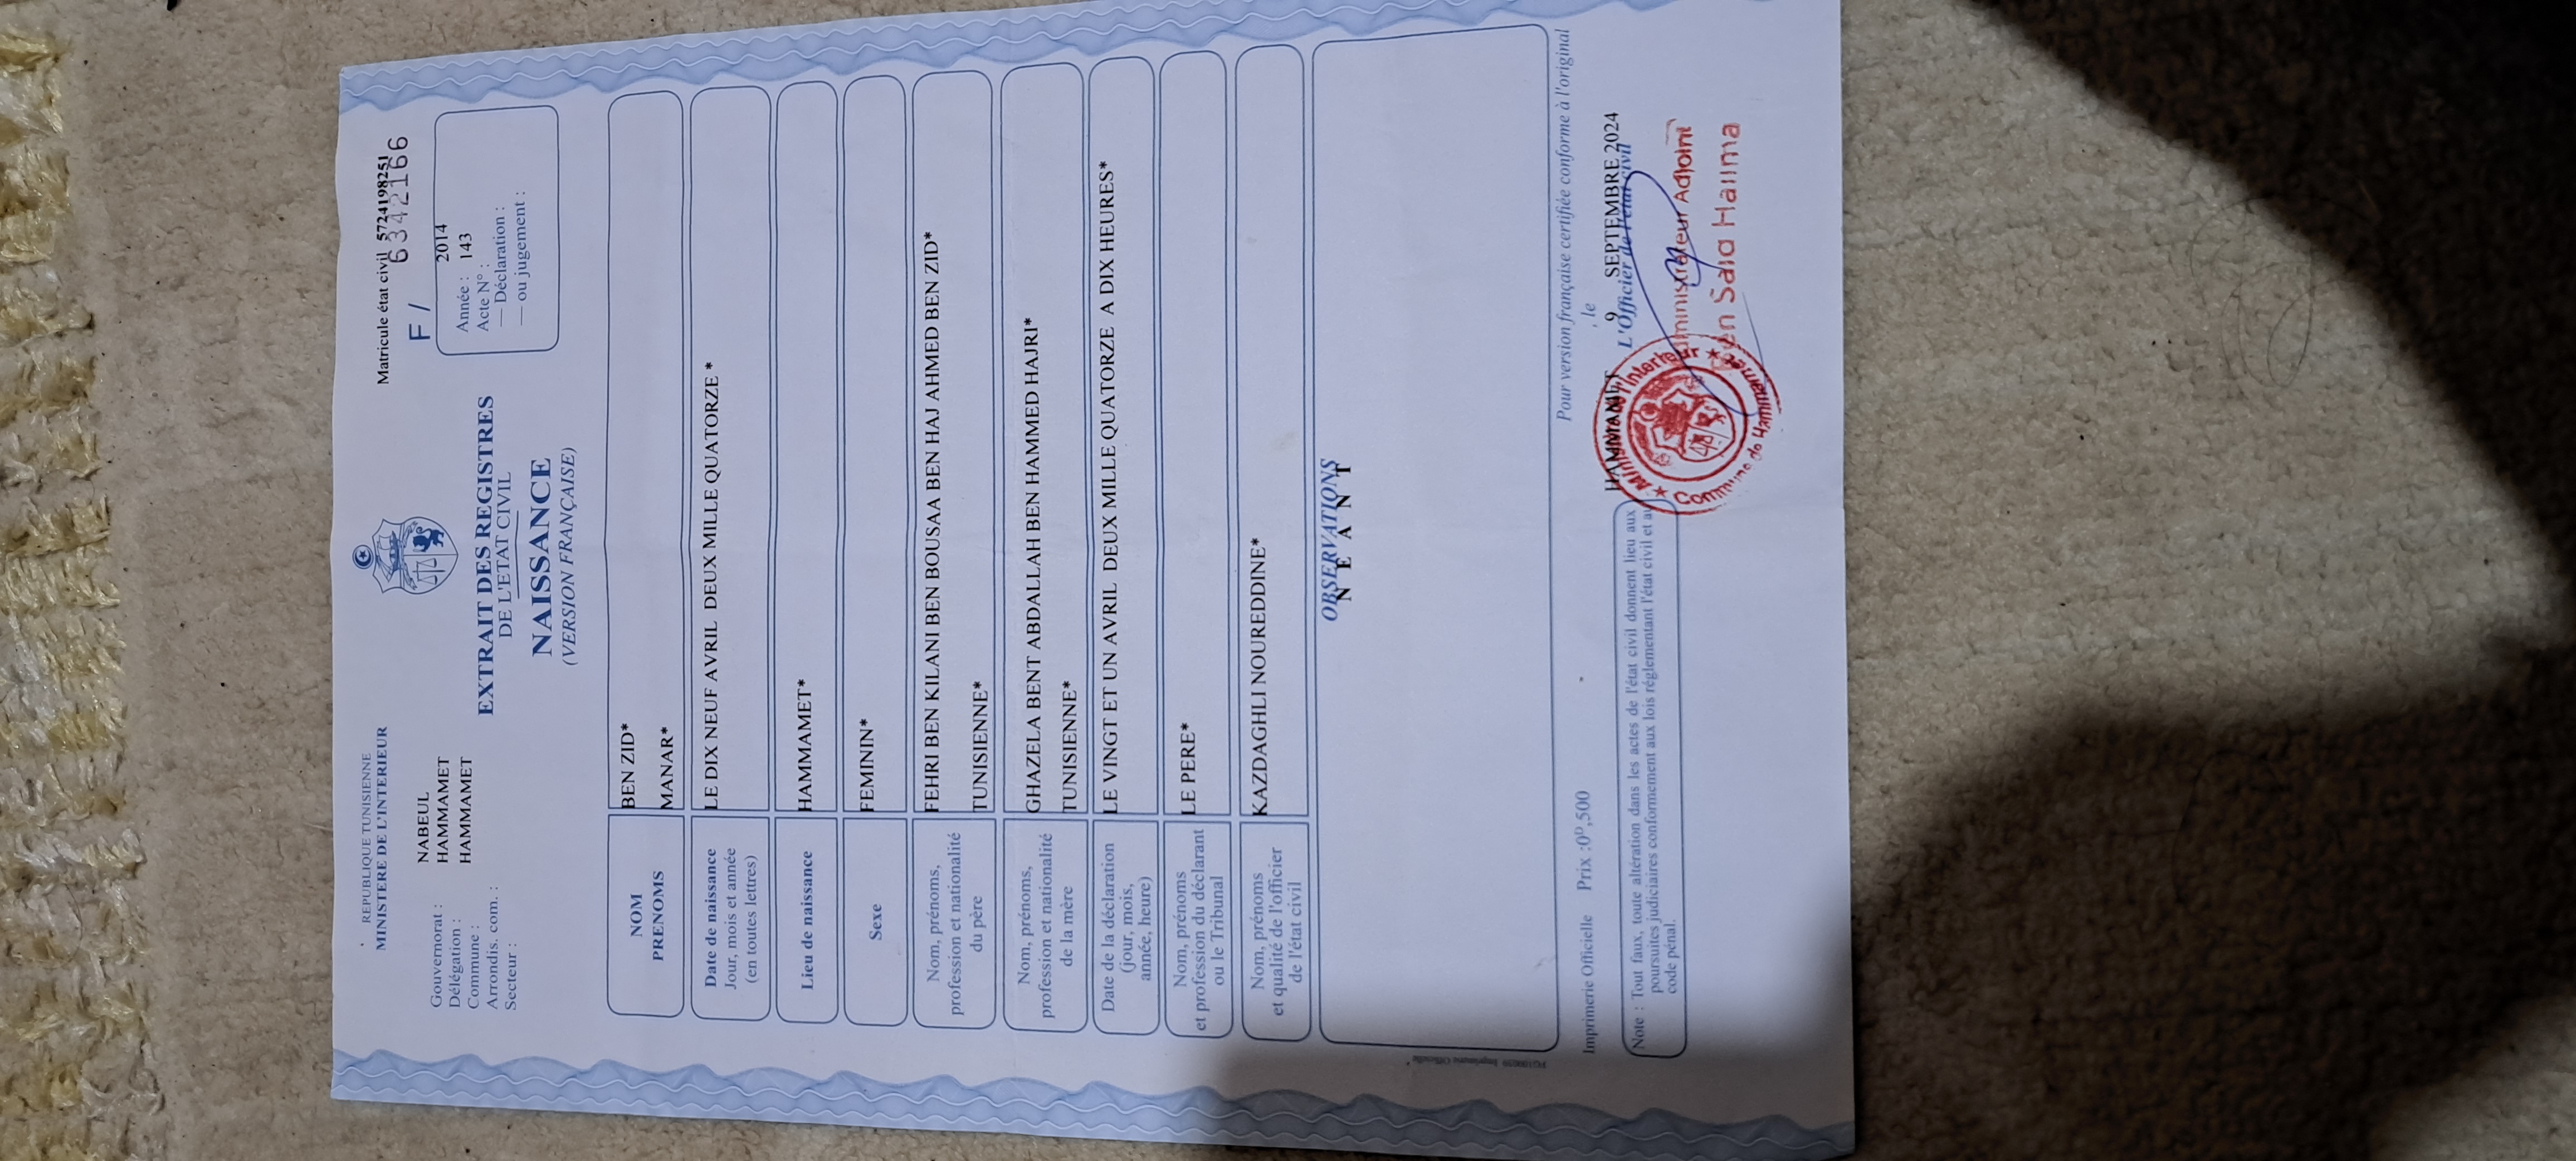 REPUBLIQUE TUNISIENNE
MINISTERE DE L'INTERIEUR
Gouvernorat : NABEUL
Délégation : HAMMAMET
Commune : HAMMAMET
Arrondis. com. :
Secteur :
EXTRAIT DES REGISTRES
DE L'ETAT CIVIL
NAISSANCE
(VERSION FRANÇAISE)
Matricule état civil 5724198251
6342166
F /
Année : 2014
Acte N° : 143
— Déclaration :
— ou jugement :
NOM BEN ZID*
PRENOMS MANAR*
Date de naissance
Jour, mois et année
(en toutes lettres)
LE DIX NEUF AVRIL DEUX MILLE QUATORZE *
Lieu de naissance HAMMAMET*
Sexe FEMININ*
Nom, prénoms,
profession et nationalité
du père
FEHRI BEN KILANI BEN BOUSAA BEN HAJ AHMED BEN ZID*
TUNISIENNE*
Nom, prénoms,
profession et nationalité
de la mère
GHAZELA BENT ABDALLAH BEN HAMMED HAJRI*
TUNISIENNE*
Date de la déclaration
(jour, mois,
année, heure)
LE VINGT ET UN AVRIL DEUX MILLE QUATORZE A DIX HEURES*
Nom, prénoms
et profession du déclarant
ou le Tribunal
LE PERE*
Nom, prénoms
et qualité de l'officier
de l'état civil
KAZDAGHLI NOUREDDINE*
OBSERVATIONS
N E A N T
FG100059 Imprimerie Officielle
Pour version française certifiée conforme à l'original
Imprimerie Officielle Prix :0ᴰ,500
HAMMAMET , le 9 SEPTEMBRE 2024
L'Officier de l'état civil
Administrateur Adjoint
Ben Said Halima
Ministère de l'Interieur
Commune de Hammamet
Note : Tout faux, toute altération dans les actes de l'état civil donnent lieu aux
poursuites judiciaires conformement aux lois réglementant l'état civil et au
code pénal.